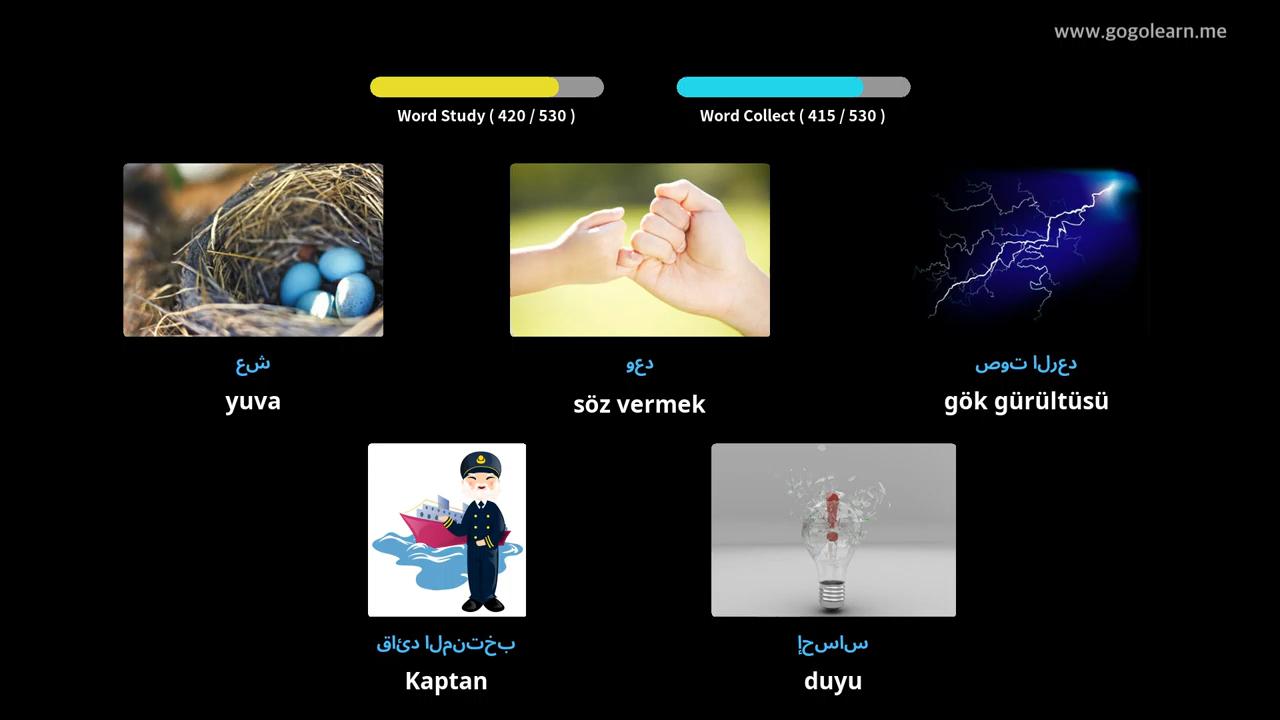 www.gogolearn.me
Word Study ( 420 / 530 )
Word Collect ( 415 / 530 )
عش
وعد
صوت الرعد
yuva
söz vermek
gök gürültüsü
قائد المنتخب
إحساس
Kaptan
duyu